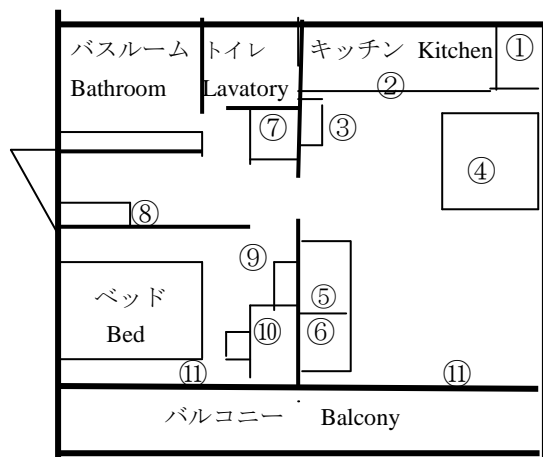 バスルーム トイレ キッチン Kitchen ①
Bathroom Lavatory ②
⑦ ③
④
⑧
⑨
ベッド ⑤
Bed ⑩ ⑥
⑪ ⑪
バルコニー Balcony